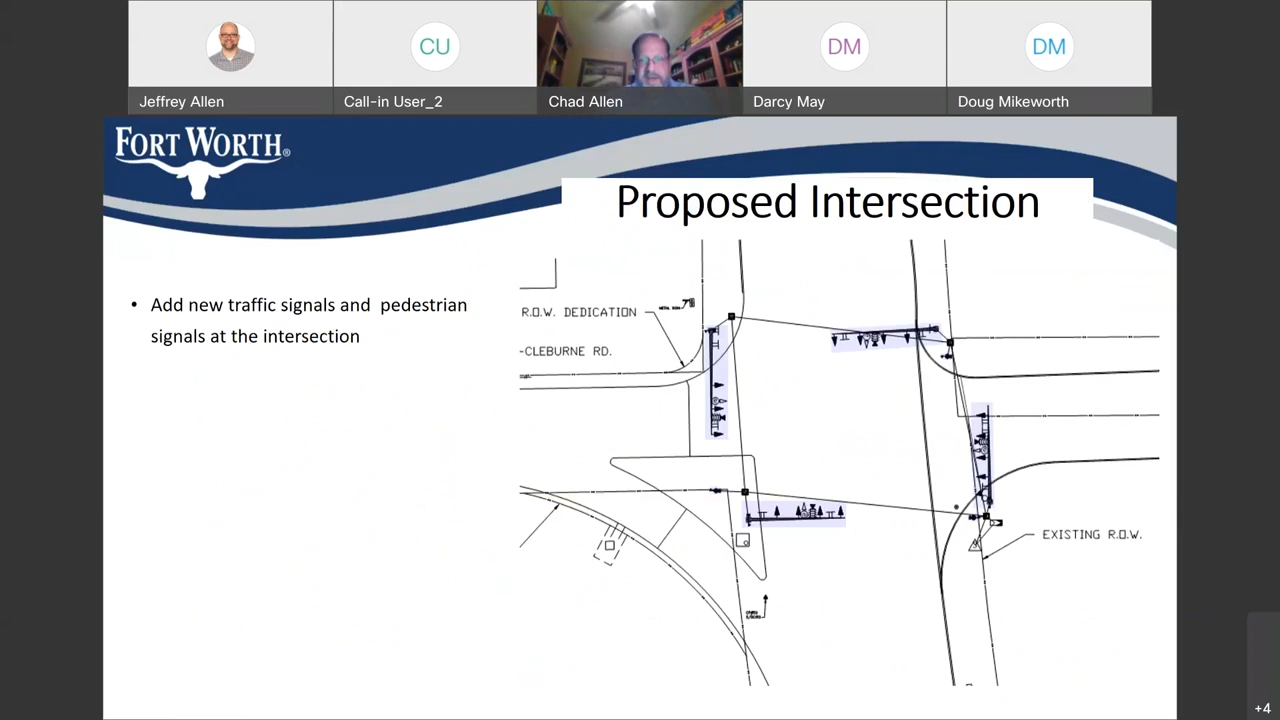 CU
DM
DM
Jeffrey Allen
Call-in User_2
Chad Allen
Darcy May
Doug Mikeworth
FORT WORTH®
Proposed Intersection
• Add new traffic signals and pedestrian
signals at the intersection
R.O.W. DEDICATION
-CLEBURNE RD.
EXISTING R.O.W.
+4